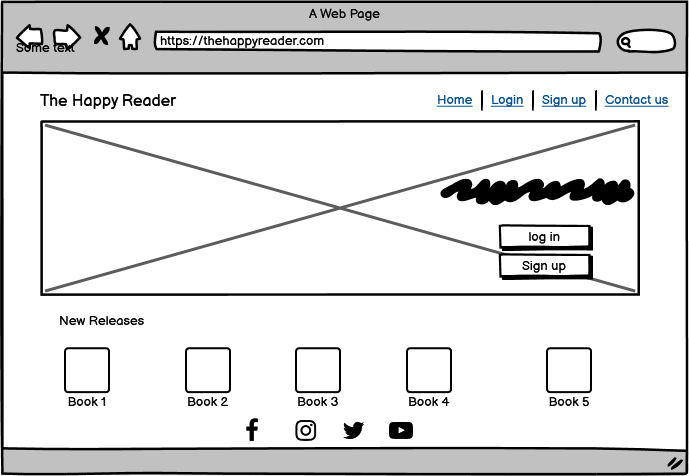 A Web Page
Some text
https://thehappyreader.com
The Happy Reader
Home
Login
Sign up
Contact us
log in
Sign up
New Releases
Book 1
Book 2
Book 3
Book 4
Book 5